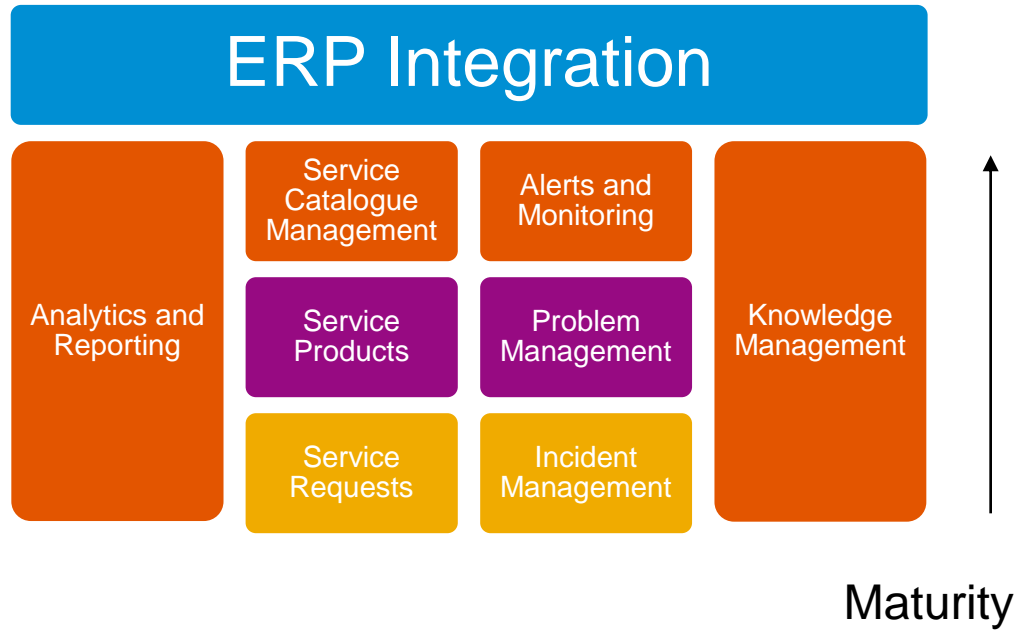 ERP Integration
Service
Catalogue
Management
Alerts and
Monitoring
Analytics and
Reporting
Service
Products
Problem
Management
Knowledge
Management
Service
Requests
Incident
Management
Maturity